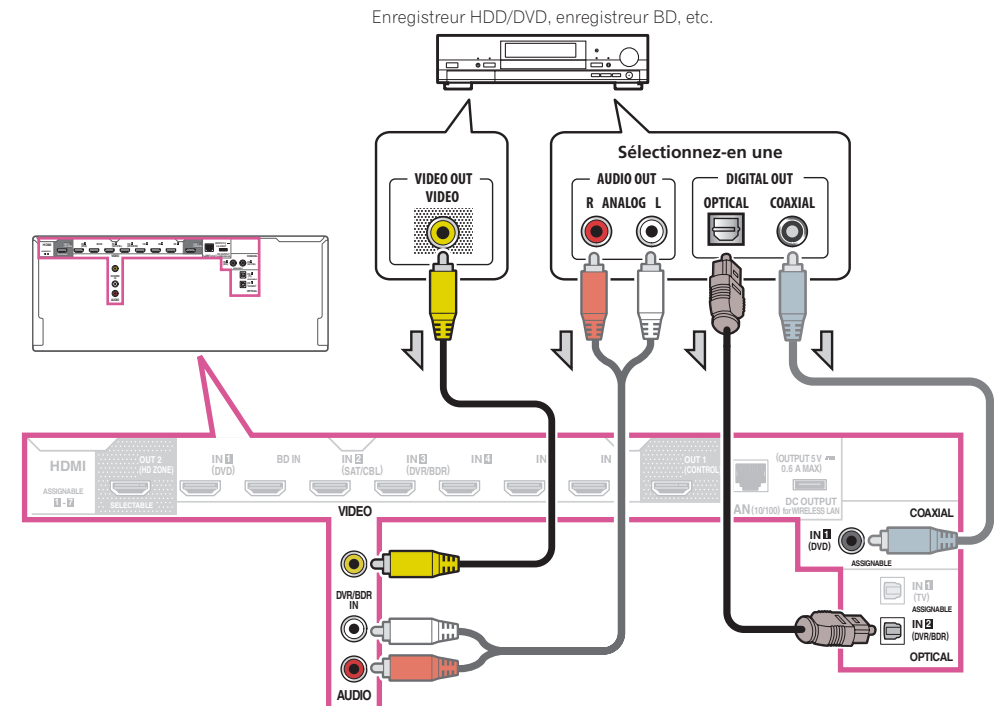 Enregistreur HDD/DVD, enregistreur BD, etc.
Sélectionnez-en une
VIDEO OUT
VIDEO
AUDIO OUT
R ANALOG L
DIGITAL OUT
OPTICAL COAXIAL
HDMI
ASSIGNABLE
1 - 7
OUT 2
(HD ZONE)
SELECTABLE
IN 1
(DVD)
BD IN
IN 2
(SAT/CBL)
IN 3
(DVR/BDR)
IN 4
IN
IN
OUT 1
(CONTROL)
(OUTPUT 5 V
0.6 A MAX)
AN (10/100)
DC OUTPUT
for WIRELESS LAN
VIDEO
DVR/BDR
IN
AUDIO
COAXIAL
IN 1
(DVD)
ASSIGNABLE
IN 1
(TV)
ASSIGNABLE
IN 2
(DVR/BDR)
OPTICAL